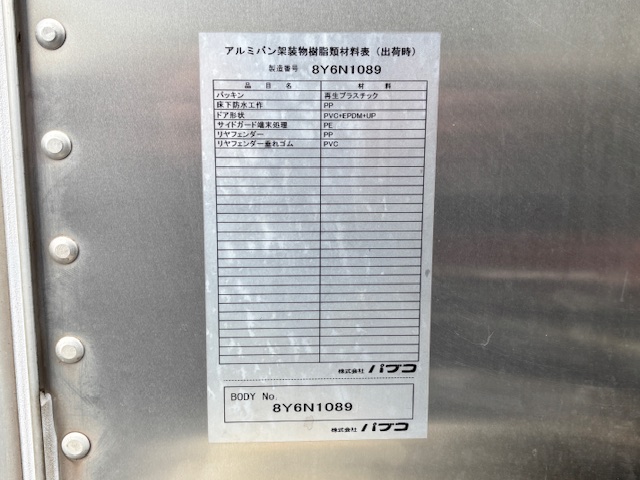 アルミバン架装物樹脂類材料表（出荷時）
製造番号 8Y6N1089
品目名 材料
パッキン 再生プラスチック
床下防水工作 PP
ドア形状 PVC+EPDM+UP
サイドガード端末処理 PE
リヤフェンダー PP
リヤフェンダー垂れゴム PVC
株式会社 パブコ
BODY No.
8Y6N1089
株式会社 パブコ